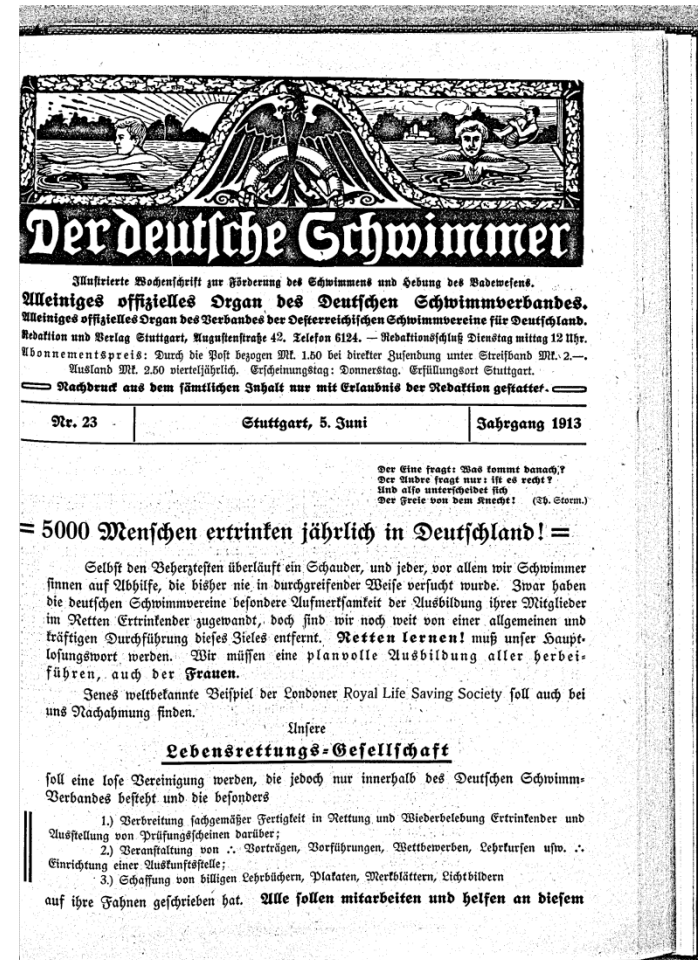 Der deutsche Schwimmer
Illustrierte Wochenschrift zur Förderung des Schwimmens und Hebung des Badewesens.
Alleiniges offizielles Organ des Deutschen Schwimmverbandes.
Alleiniges offizielles Organ des Verbandes der Oesterreichischen Schwimmvereine für Deutschland.
Redaktion und Verlag Stuttgart, Augustenstraße 42. Telefon 6124. — Redaktionsschluß Dienstag mittag 12 Uhr.
Abonnementspreis: Durch die Post bezogen Mk. 1.50 bei direkter Zusendung unter Streifband Mk. 2.—.
Ausland Mk. 2.50 vierteljährlich. Erscheinungstag: Donnerstag. Erfüllungsort Stuttgart.
Nachdruck aus dem sämtlichen Inhalt nur mit Erlaubnis der Redaktion gestattet.
Nr. 23 Stuttgart, 5. Juni Jahrgang 1913
Der Eine fragt: Was kommt danach?
Der Andre fragt nur: ist es recht?
Und also unterscheidet sich
Der Freie von dem Knecht! (Th. Storm.)
= 5000 Menschen ertrinken jährlich in Deutschland! =
Selbst den Beherztesten überläuft ein Schauder, und jeder, vor allem wir Schwimmer
sinnen auf Abhilfe, die bisher nie in durchgreifender Weise versucht wurde. Zwar haben
die deutschen Schwimmvereine besondere Aufmerksamkeit der Ausbildung ihrer Mitglieder
im Retten Ertrinkender zugewandt, doch sind wir noch weit von einer allgemeinen und
kräftigen Durchführung dieses Zieles entfernt. Retten lernen! muß unser Haupt-
losungswort werden. Wir müssen eine planvolle Ausbildung aller herbei-
führen, auch der Frauen.
Jenes weltbekannte Beispiel der Londoner Royal Life Saving Society soll auch bei
uns Nachahmung finden.
Unsere
Lebensrettungs-Gesellschaft
soll eine lose Vereinigung werden, die jedoch nur innerhalb des Deutschen Schwimm-
Verbandes besteht und die besonders
1.) Verbreitung sachgemäßer Fertigkeit in Rettung und Wiederbelebung Ertrinkender und
Ausstellung von Prüfungsscheinen darüber;
2.) Veranstaltung von ∴ Vorträgen, Vorführungen, Wettbewerben, Lehrkursen usw. ∴
Einrichtung einer Auskunftsstelle;
3.) Schaffung von billigen Lehrbüchern, Plakaten, Merkblättern, Lichtbildern
auf ihre Fahnen geschrieben hat. Alle sollen mitarbeiten und helfen an diesem